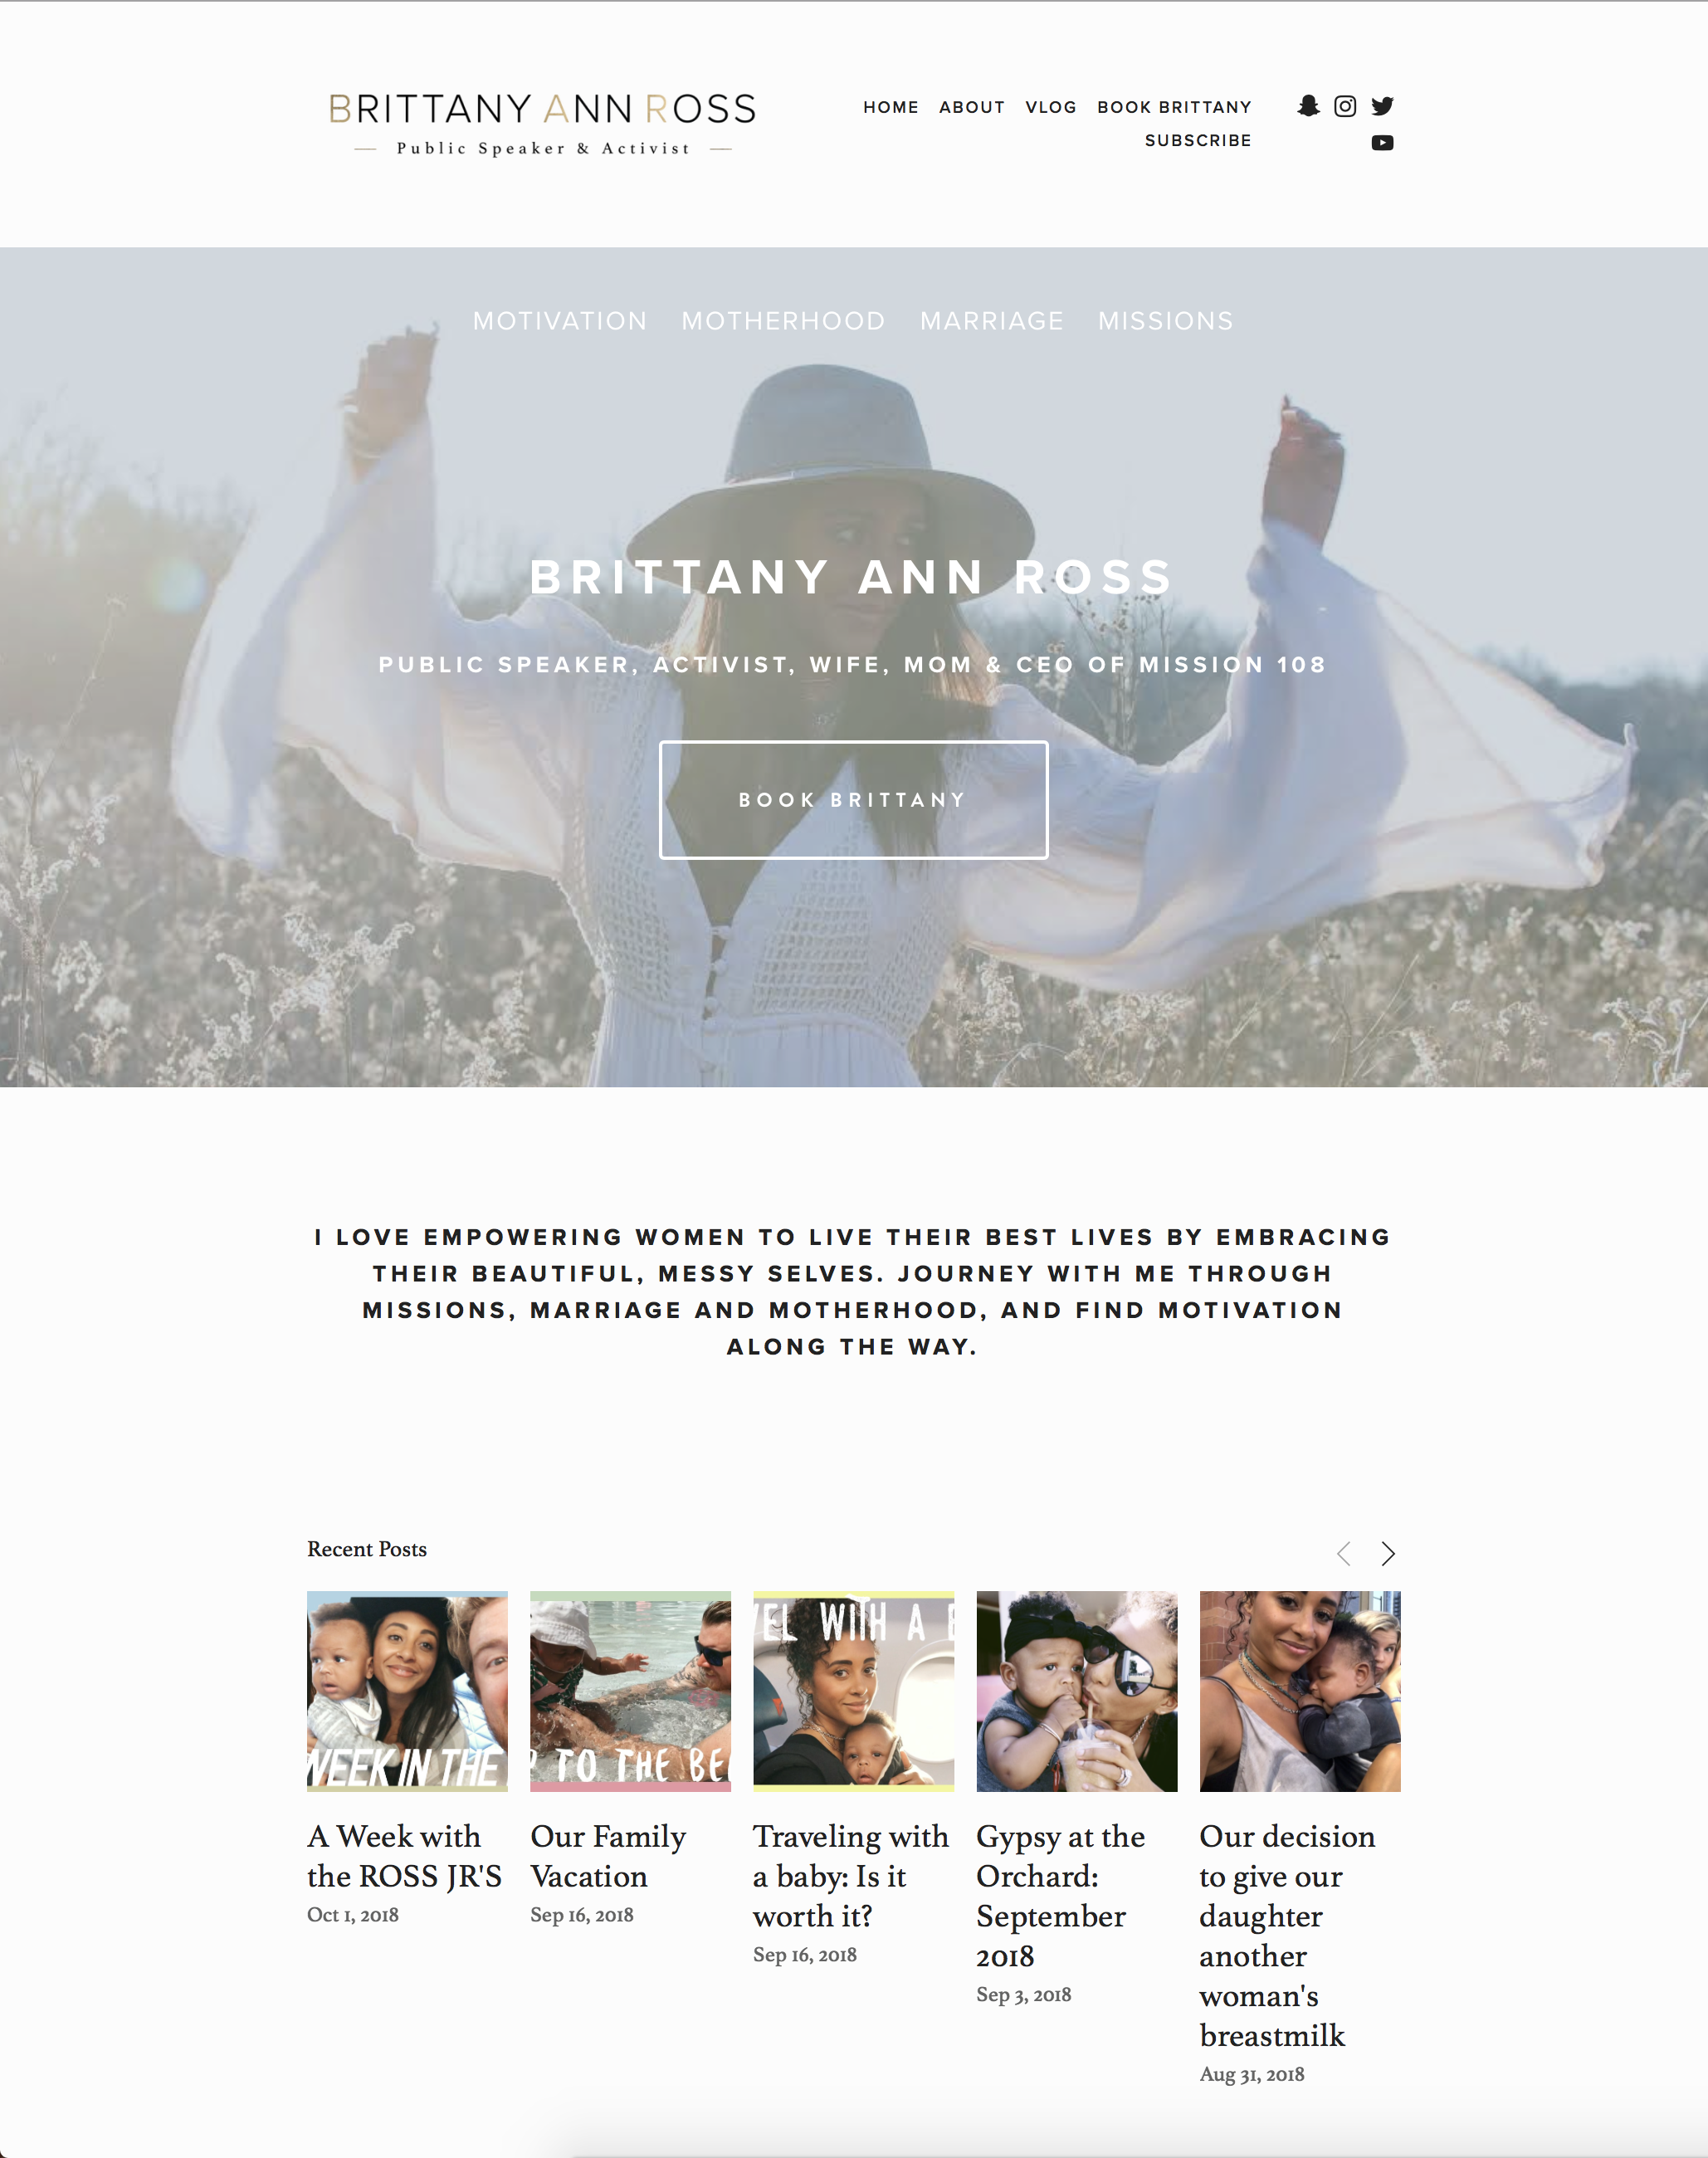 BRITTANY ANN ROSS
Public Speaker & Activist
HOME ABOUT VLOG BOOK BRITTANY
SUBSCRIBE
MOTIVATION MOTHERHOOD MARRIAGE MISSIONS
BRITTANY ANN ROSS
PUBLIC SPEAKER, ACTIVIST, WIFE, MOM & CEO OF MISSION 108
BOOK BRITTANY
I LOVE EMPOWERING WOMEN TO LIVE THEIR BEST LIVES BY EMBRACING
THEIR BEAUTIFUL, MESSY SELVES. JOURNEY WITH ME THROUGH
MISSIONS, MARRIAGE AND MOTHERHOOD, AND FIND MOTIVATION
ALONG THE WAY.
Recent Posts
WEEK IN THE
A Week with
the ROSS JR'S
Oct 1, 2018
TO THE BE
Our Family
Vacation
Sep 16, 2018
VEL WITH A
Traveling with
a baby: Is it
worth it?
Sep 16, 2018
Gypsy at the
Orchard:
September
2018
Sep 3, 2018
Our decision
to give our
daughter
another
woman's
breastmilk
Aug 31, 2018